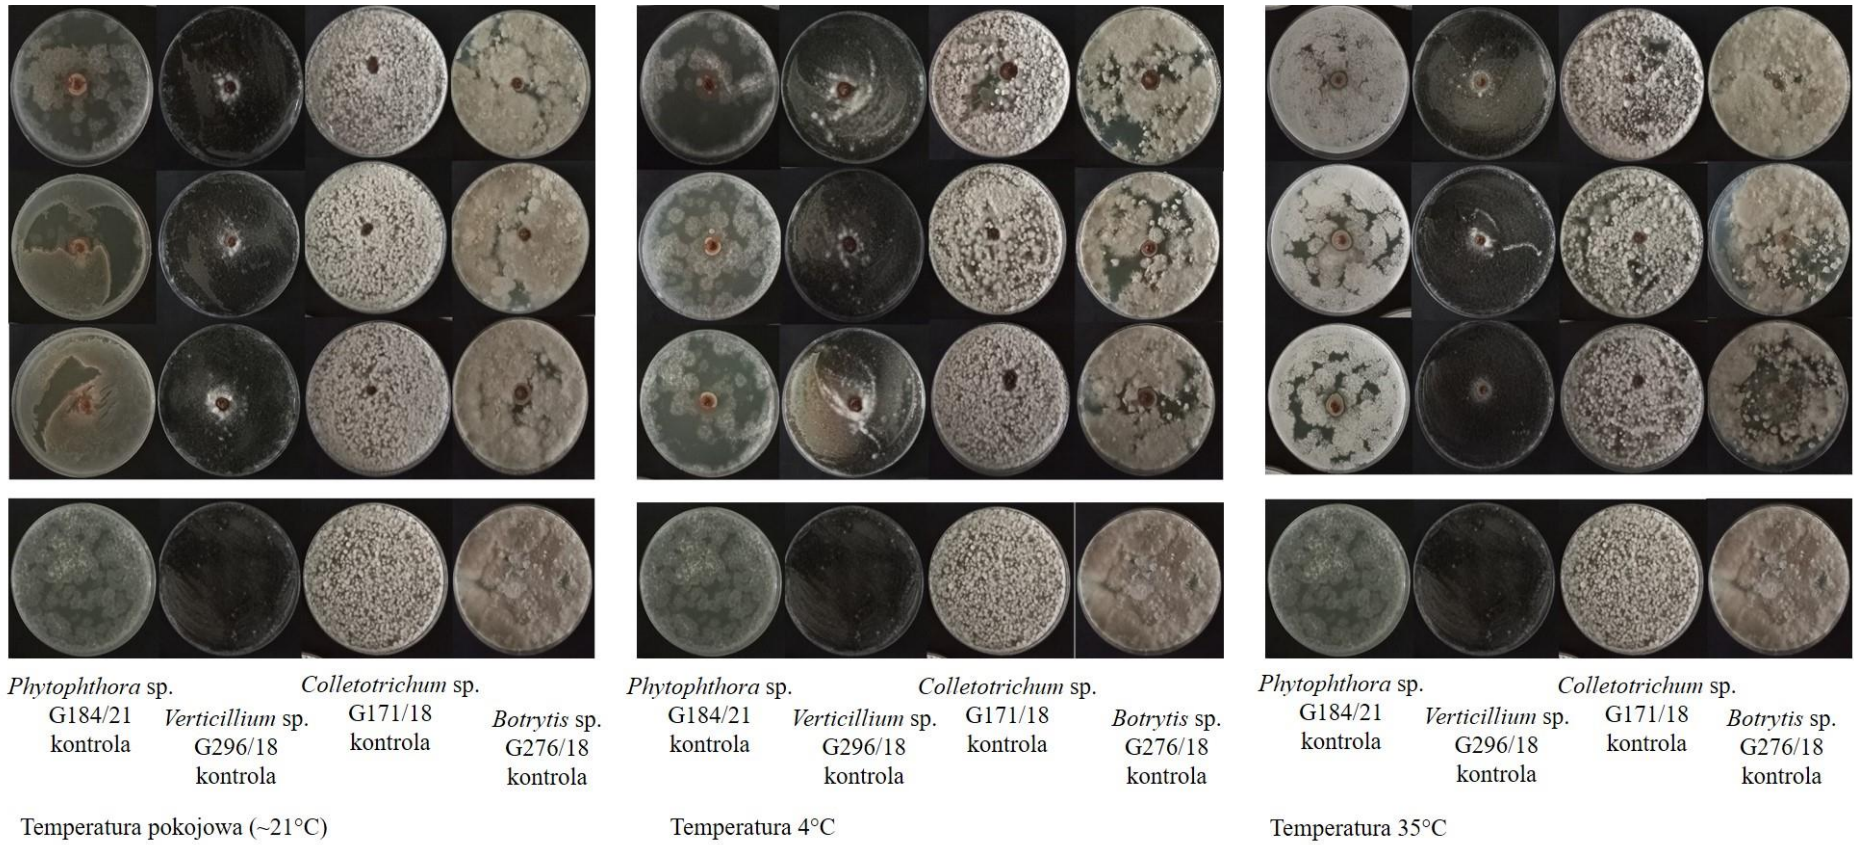 Phytophthora sp.
G184/21
kontrola
Verticillium sp.
G296/18
kontrola
Colletotrichum sp.
G171/18
kontrola
Botrytis sp.
G276/18
kontrola
Temperatura pokojowa (~21°C)
Phytophthora sp.
G184/21
kontrola
Verticillium sp.
G296/18
kontrola
Colletotrichum sp.
G171/18
kontrola
Botrytis sp.
G276/18
kontrola
Temperatura 4°C
Phytophthora sp.
G184/21
kontrola
Verticillium sp.
G296/18
kontrola
Colletotrichum sp.
G171/18
kontrola
Botrytis sp.
G276/18
kontrola
Temperatura 35°C